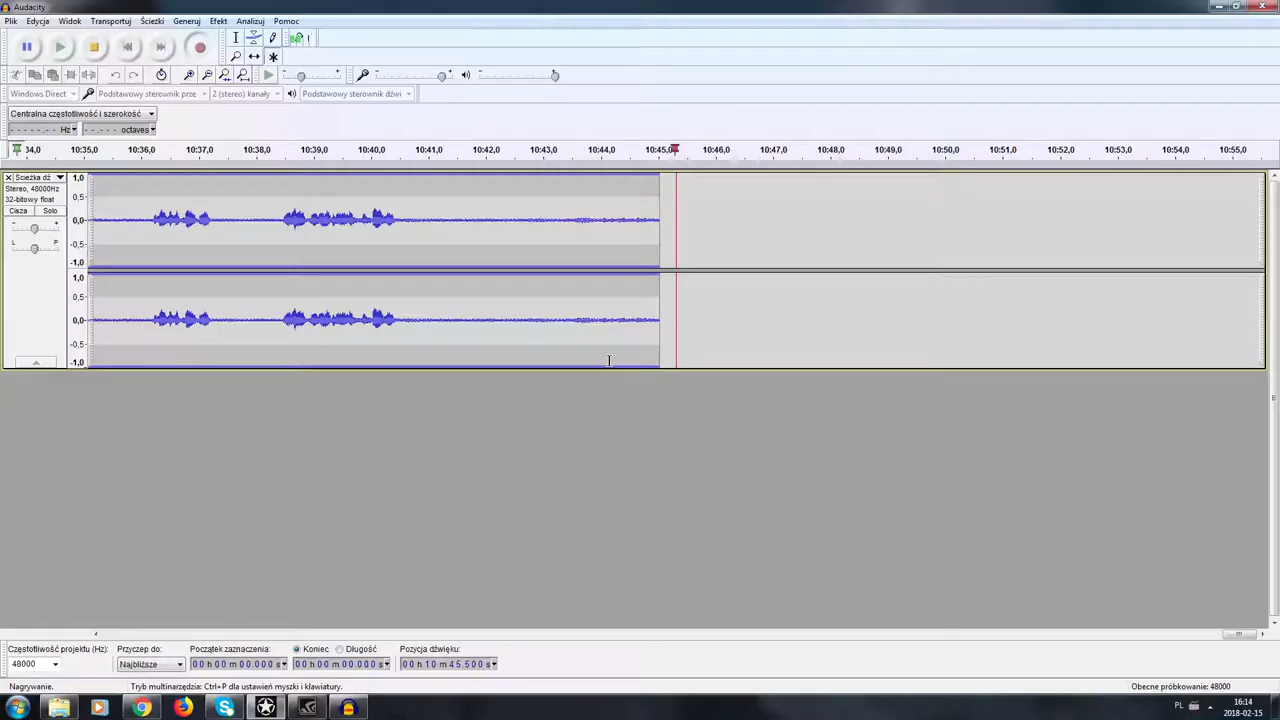 Audacity
Plik Edycja Widok Transportuj Ścieżki Generuj Efekt Analizuj Pomoc
Windows Direct Podstawowy sterownik prze 2 (stereo) kanały Podstawowy sterownik dźwi
Centralna częstotliwość i szerokość
Hz octaves
34,0 10:35,0 10:36,0 10:37,0 10:38,0 10:39,0 10:40,0 10:41,0 10:42,0 10:43,0 10:44,0 10:45,0 10:46,0 10:47,0 10:48,0 10:49,0 10:50,0 10:51,0 10:52,0 10:53,0 10:54,0 10:55,0
Ścieżka dź 1,0
Stereo, 48000Hz
32-bitowy float 0,5
Cisza Solo
0,0
L P -0,5
-1,0
1,0
0,5
0,0
-0,5
-1,0
Częstotliwość projektu (Hz): Przyczep do: Początek zaznaczenia: Koniec Długość Pozycja dźwięku:
48000 Najbliższe 00 h 00 m 00.000 s 00 h 00 m 00.000 s 00 h 10 m 45.500 s
Nagrywanie. Tryb multinarzędzia: Ctrl+P dla ustawień myszki i klawiatury. Obecne próbkowanie: 48000
PL 16:14
2018-02-15